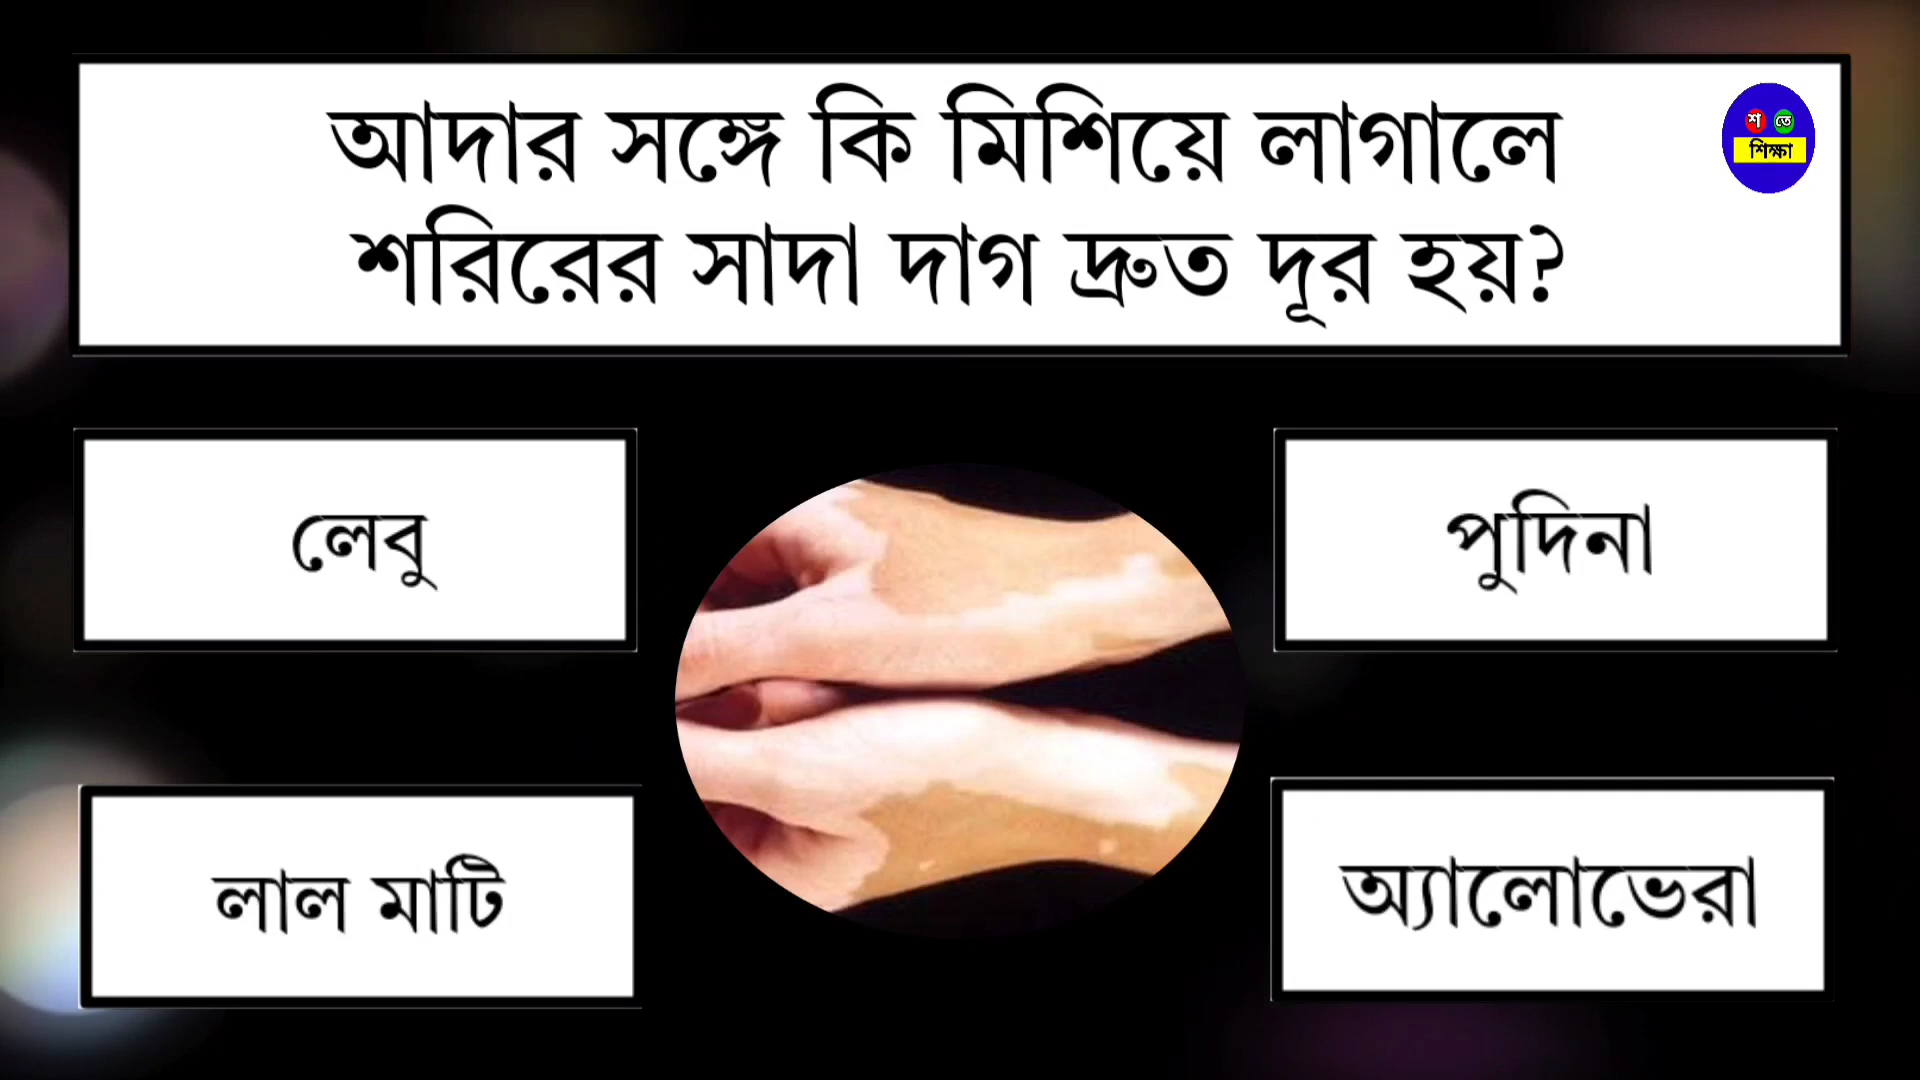 আদার সঙ্গে কি মিশিয়ে লাগালে
শরিরের সাদা দাগ দ্রুত দূর হয়?
শ তে
শিক্ষা
লেবু
পুদিনা
লাল মাটি
অ্যালোভেরা